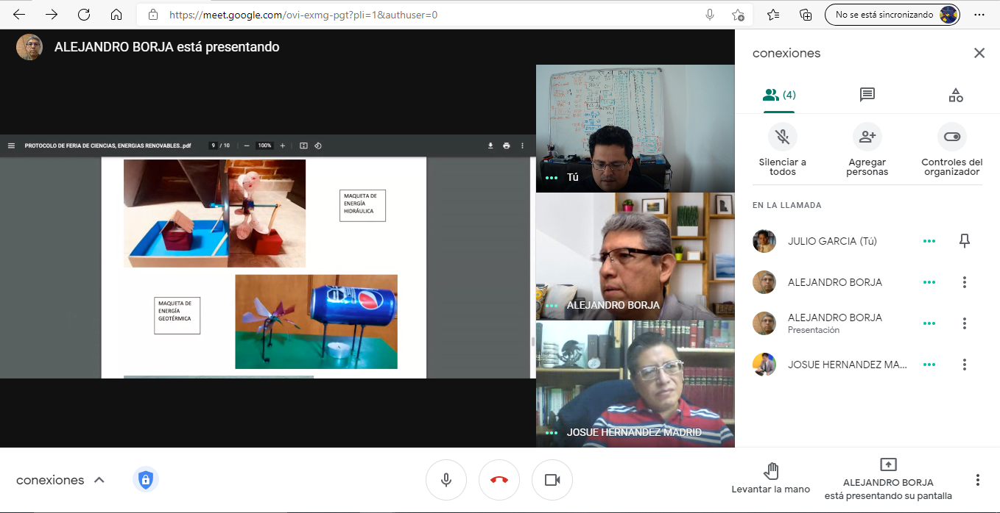 https://meet.google.com/ovi-exmg-pgt?pli=1&authuser=0
No se está sincronizando
ALEJANDRO BORJA está presentando
PROTOCOLO DE FERIA DE CIENCIAS, ENERGIAS RENOVABLES..pdf
9 / 10
100%
MAQUETA DE
ENERGÍA
HIDRÁULICA
MAQUETA DE
ENERGÍA
GEOTÉRMICA
pepsi
Tú
ALEJANDRO BORJA
JOSUE HERNANDEZ MADRID
conexiones
(4)
Silenciar a
todos
Agregar
personas
Controles del
organizador
EN LA LLAMADA
JULIO GARCIA (Tú)
ALEJANDRO BORJA
ALEJANDRO BORJA
Presentación
JOSUE HERNANDEZ MA...
conexiones
Levantar la mano
ALEJANDRO BORJA
está presentando su pantalla